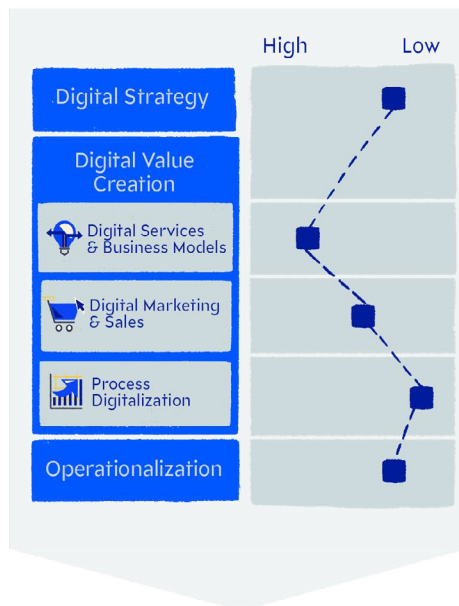 High
Low
Digital Strategy
Digital Value
Creation
Digital Services
& Business Models
Digital Marketing
& Sales
Process
Digitalization
Operationalization